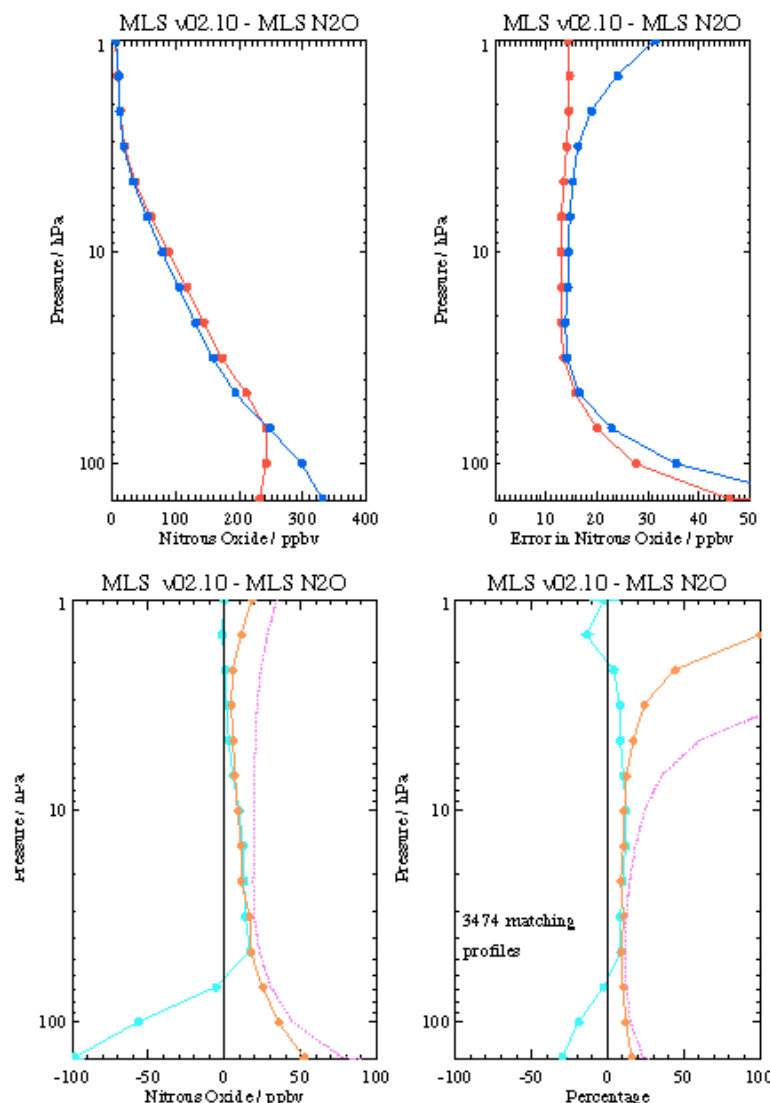 MLS v02.10 - MLS N2O MLS v02.10 - MLS N2O
1 1
10 10
100 100
Pressure / hPa Pressure / hPa
0 100 200 300 400 0 10 20 30 40 50
Nitrous Oxide / ppbv Error in Nitrous Oxide / ppbv
MLS v02.10 - MLS N2O MLS v02.10 - MLS N2O
1 1
10 10
100 100
Pressure / hPa Pressure / hPa
3474 matching
profiles
-100 -50 0 50 100 -100 -50 0 50 100
Nitrous Oxide / ppbv Percentage